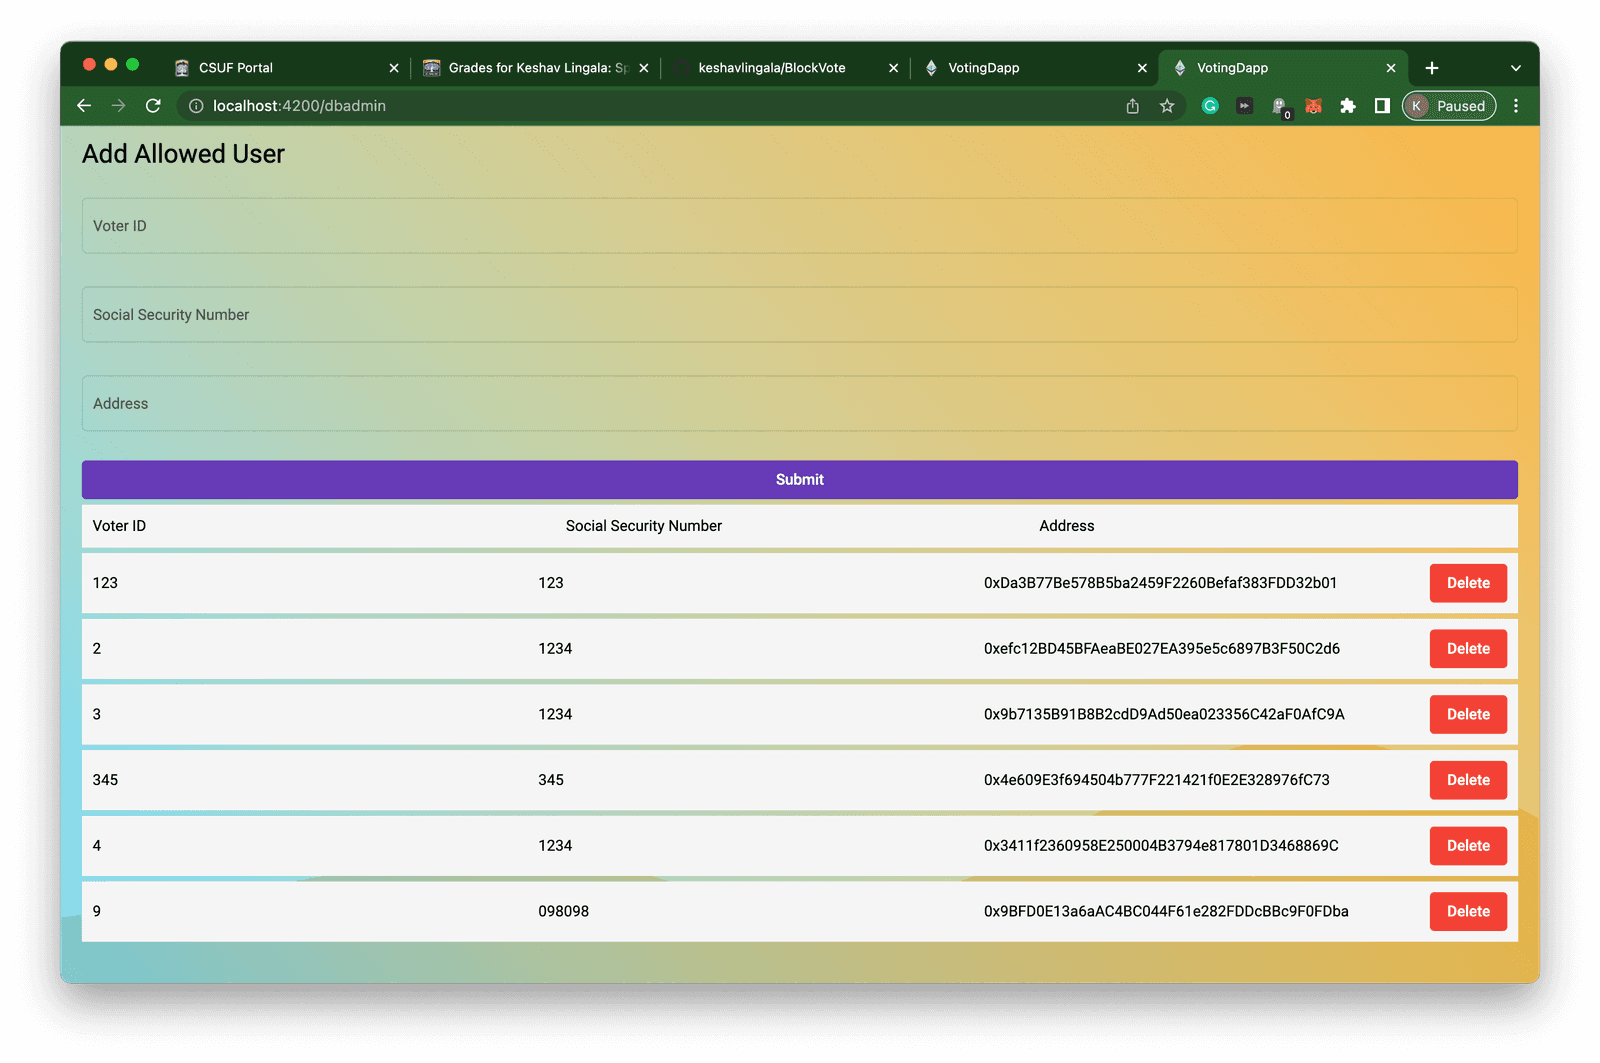 CSUF Portal
Grades for Keshav Lingala: Sp
keshavlingala/BlockVote
VotingDapp
VotingDapp
localhost:4200/dbadmin
0
K Paused
Add Allowed User
Voter ID
Social Security Number
Address
Submit
Voter ID Social Security Number Address
123 123 0xDa3B77Be578B5ba2459F2260Befaf383FDD32b01 Delete
2 1234 0xefc12BD45BFAeaBE027EA395e5c6897B3F50C2d6 Delete
3 1234 0x9b7135B91B8B2cdD9Ad50ea023356C42aF0AfC9A Delete
345 345 0x4e609E3f694504b777F221421f0E2E328976fC73 Delete
4 1234 0x3411f2360958E250004B3794e817801D3468869C Delete
9 098098 0x9BFD0E13a6aAC4BC044F61e282FDDcBBc9F0FDba Delete